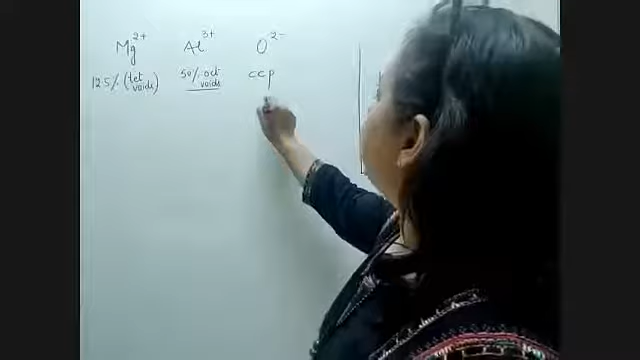 Mg2+ Al3+ O2-
12.5% (tet voids) 50% oct voids ccp